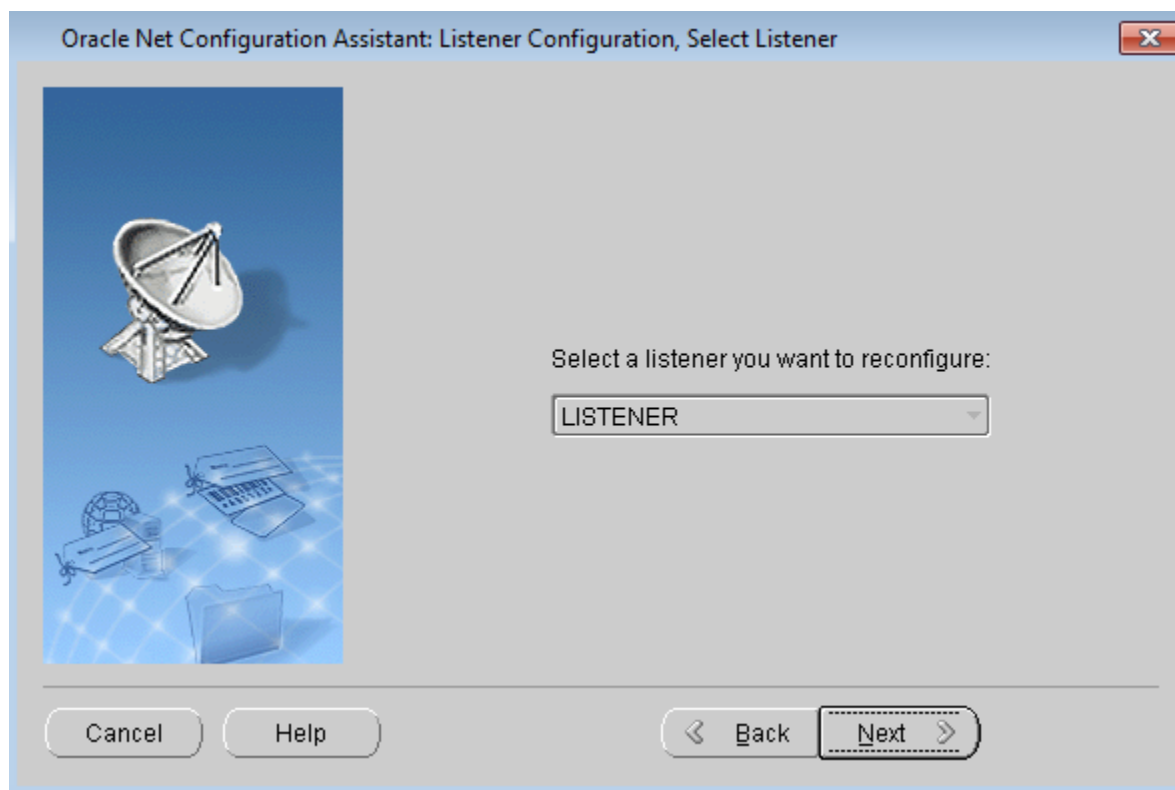 Oracle Net Configuration Assistant: Listener Configuration, Select Listener
Select a listener you want to reconfigure:
LISTENER
Cancel
Help
Back
Next